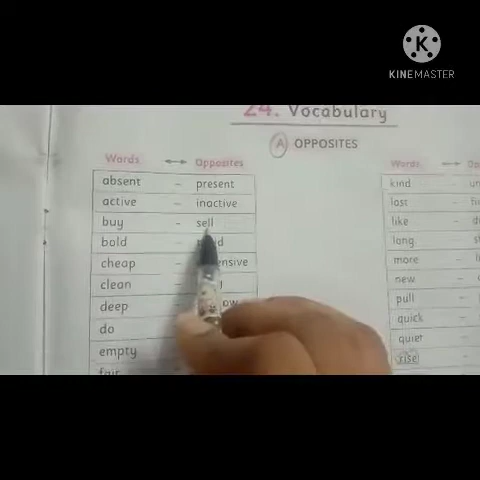 K
KINEMASTER
24. Vocabulary
A OPPOSITES
Words ↔ Opposites
absent – present
active – inactive
buy – sell
bold –
cheap –
clean –
deep –
do
empty
fair
Words ↔
kind –
lost –
like –
long
more –
new –
pull –
quick –
quiet –
rise –